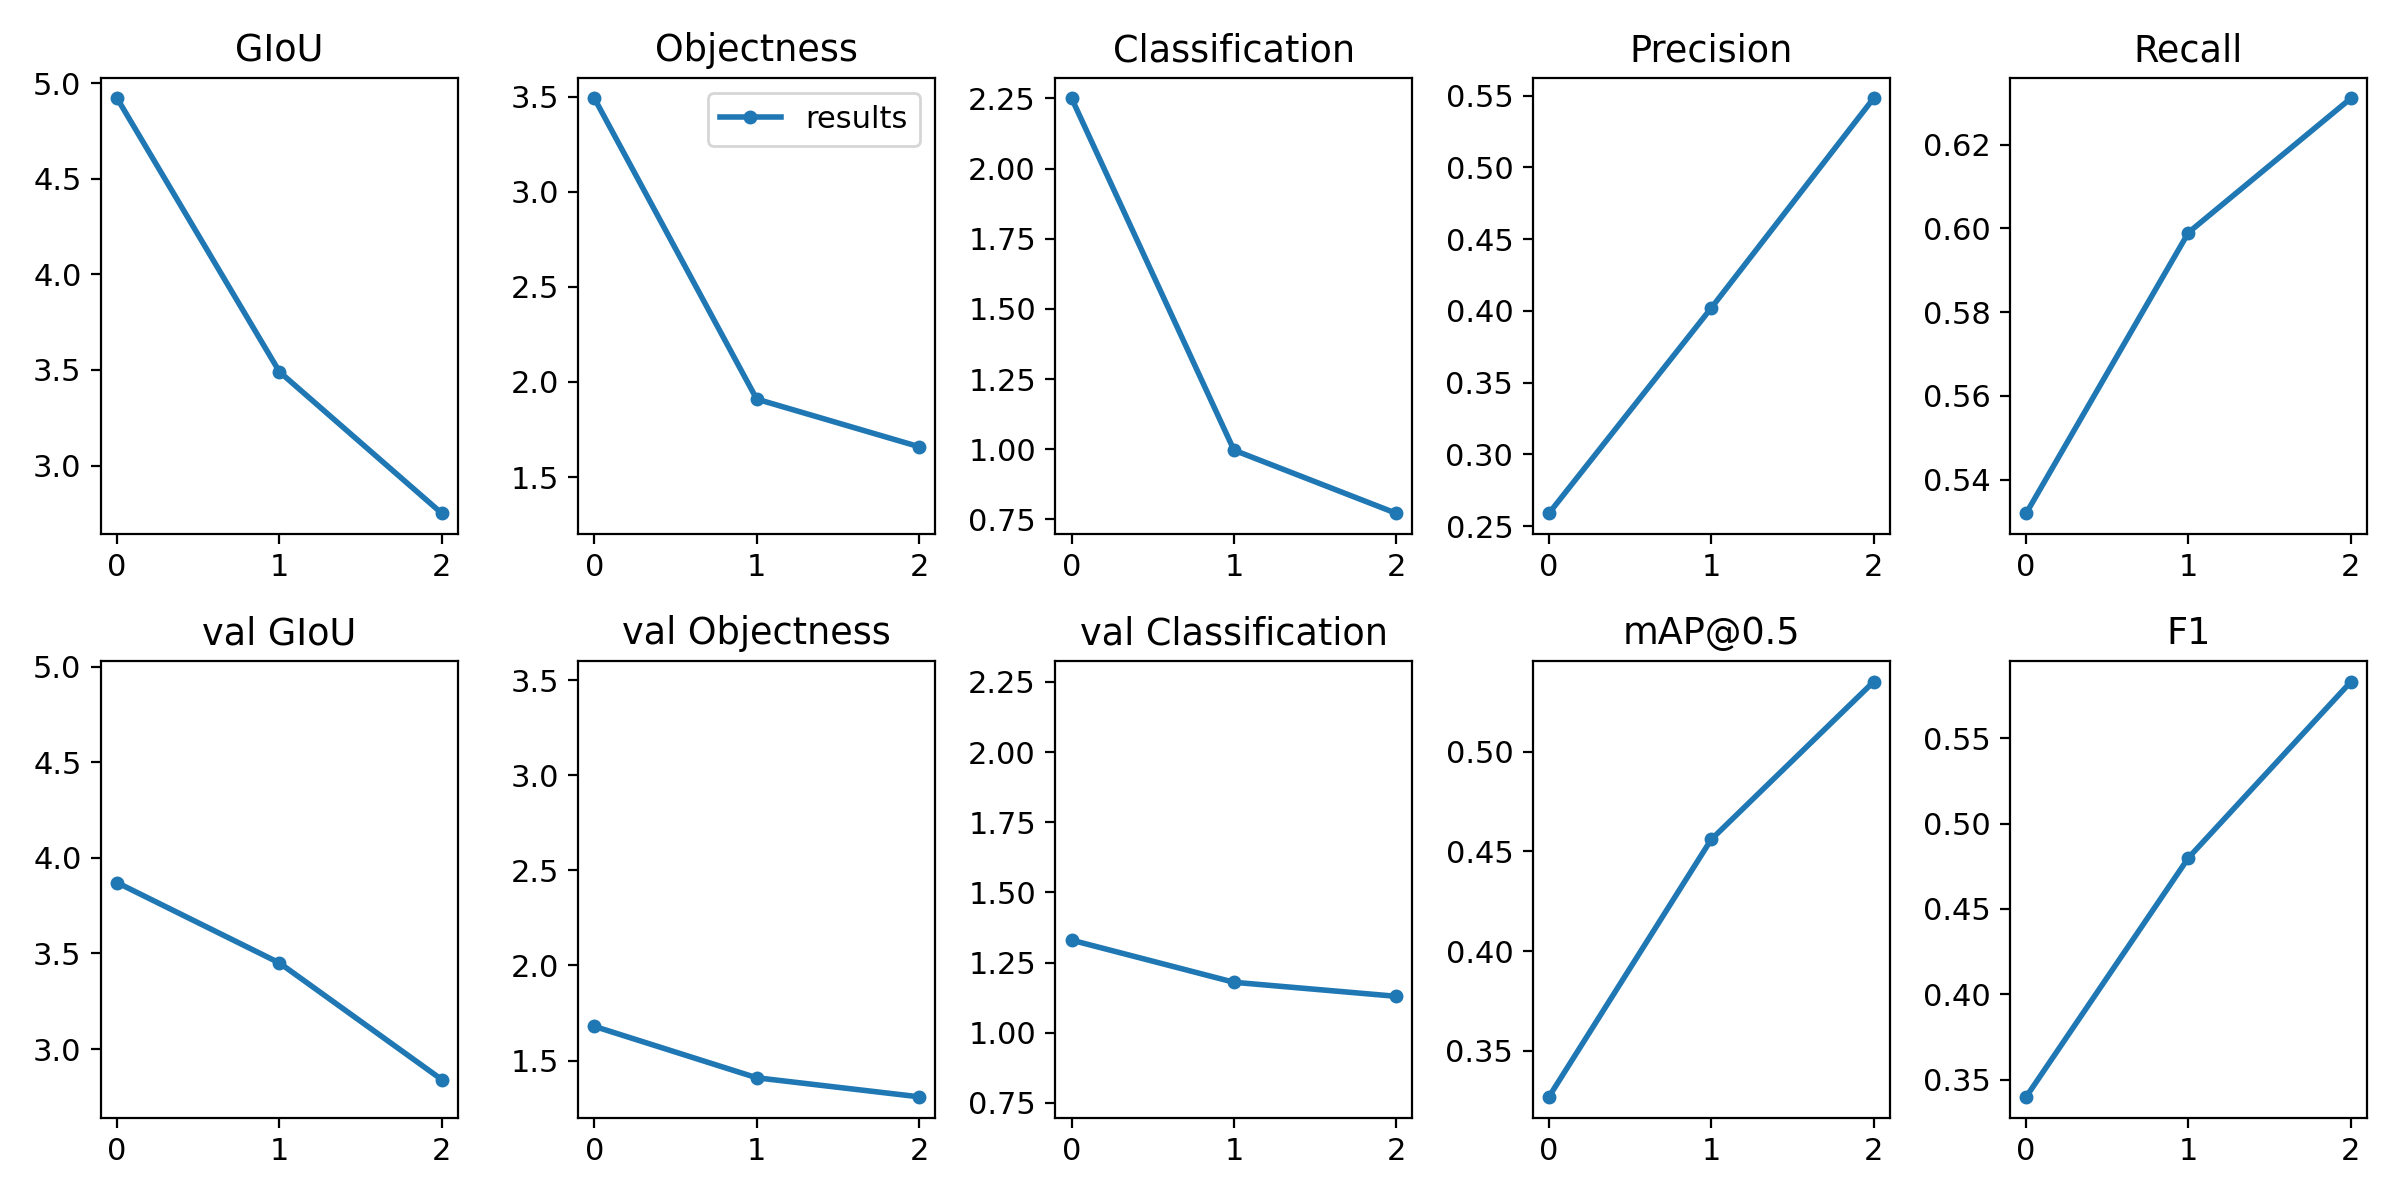 GIoU
5.0
4.5
4.0
3.5
3.0
0 1 2
Objectness
results
3.5
3.0
2.5
2.0
1.5
0 1 2
Classification
2.25
2.00
1.75
1.50
1.25
1.00
0.75
0 1 2
Precision
0.55
0.50
0.45
0.40
0.35
0.30
0.25
0 1 2
Recall
0.62
0.60
0.58
0.56
0.54
0 1 2
val GIoU
5.0
4.5
4.0
3.5
3.0
0 1 2
val Objectness
3.5
3.0
2.5
2.0
1.5
0 1 2
val Classification
2.25
2.00
1.75
1.50
1.25
1.00
0.75
0 1 2
mAP@0.5
0.50
0.45
0.40
0.35
0 1 2
F1
0.55
0.50
0.45
0.40
0.35
0 1 2